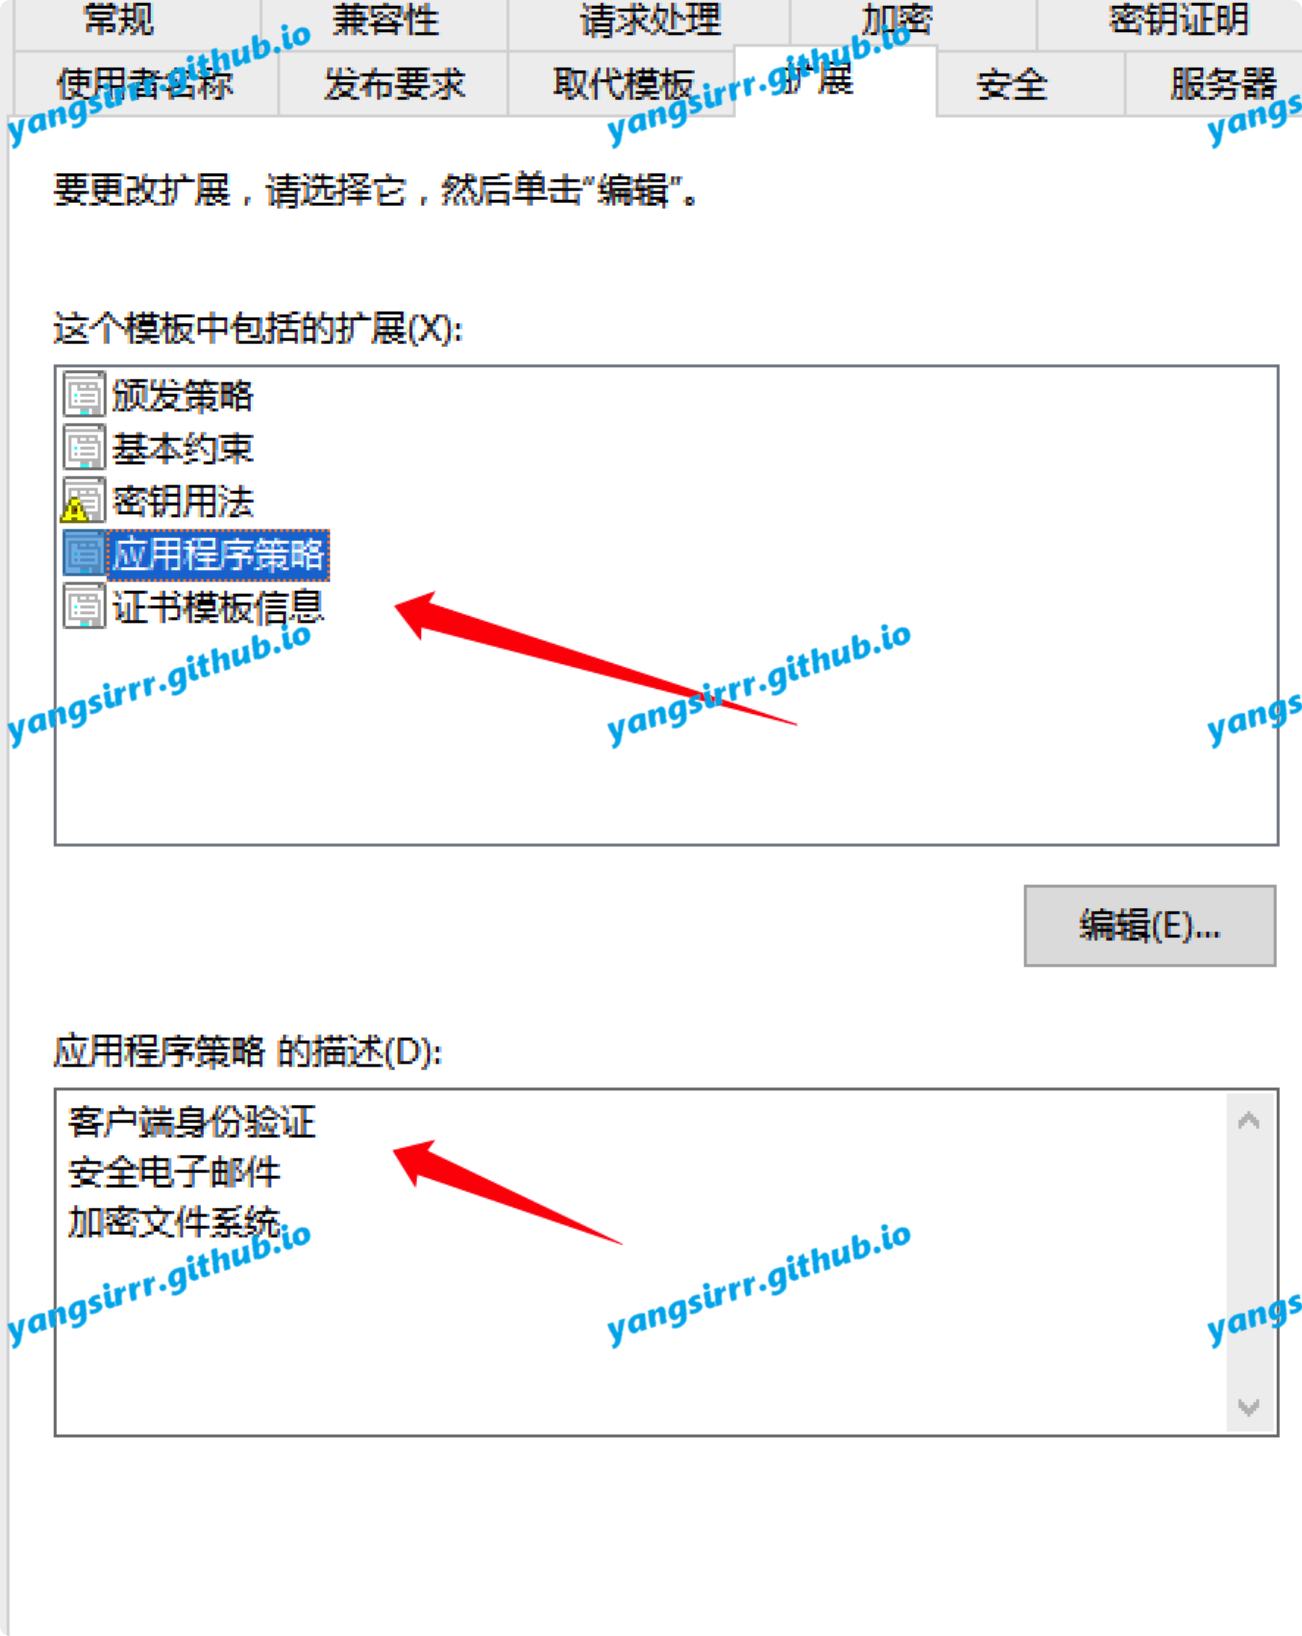 常规 兼容性 请求处理 加密 密钥证明
使用者名称 发布要求 取代模板 扩展 安全 服务器
yangsirrr.github.io yangsirrr.github.io yangs
要更改扩展，请选择它，然后单击“编辑”。
这个模板中包括的扩展(X):
颁发策略
基本约束
密钥用法
应用程序策略
证书模板信息
yangsirrr.github.io yangsirrr.github.io yangs
编辑(E)...
应用程序策略 的描述(D):
客户端身份验证
安全电子邮件
加密文件系统
yangsirrr.github.io yangsirrr.github.io yangs